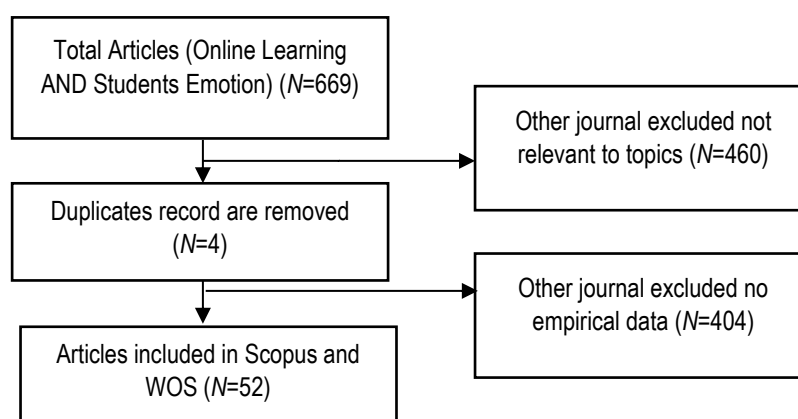 Total Articles (Online Learning
AND Students Emotion) (N=669)
Other journal excluded not
relevant to topics (N=460)
Duplicates record are removed
(N=4)
Other journal excluded no
empirical data (N=404)
Articles included in Scopus and
WOS (N=52)